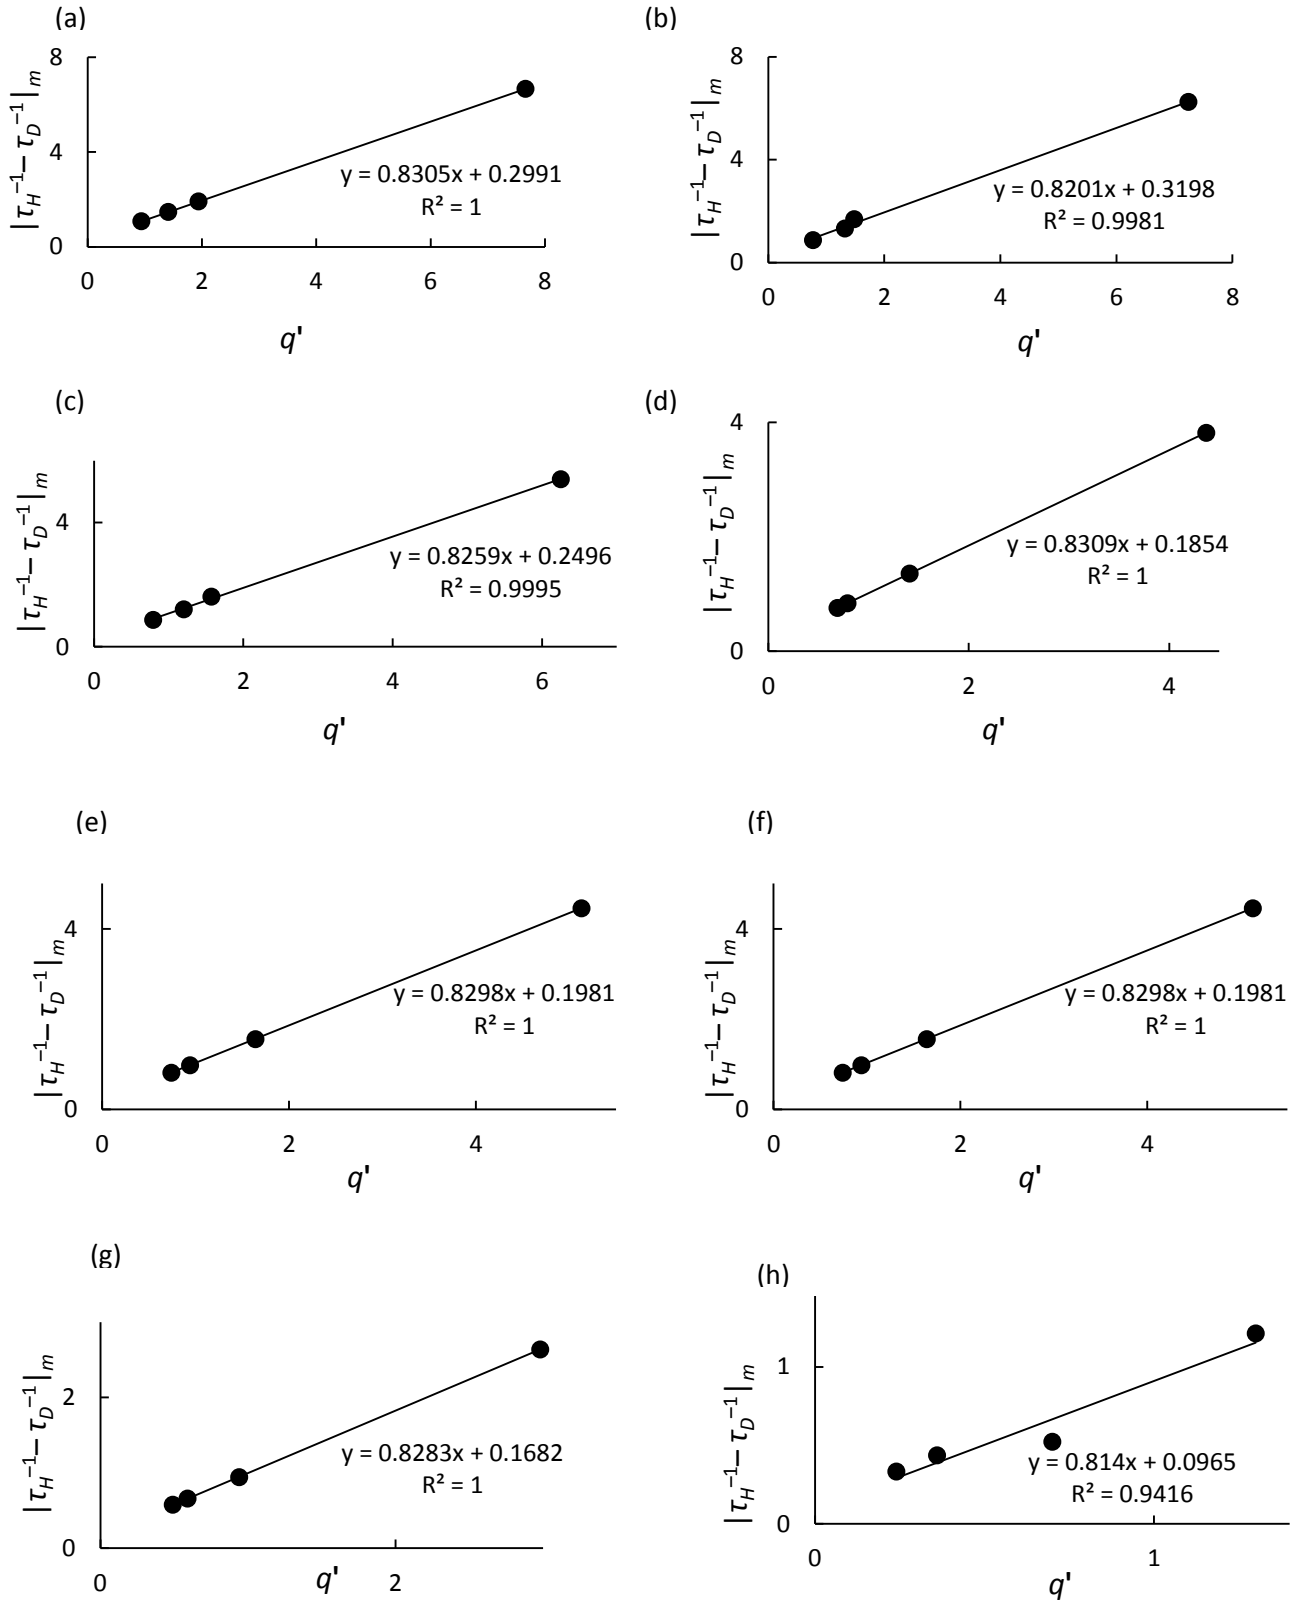 (a)
|τH⁻¹– τD⁻¹|m
8
4
0
y = 0.8305x + 0.2991
R² = 1
0 2 4 6 8
q'
(b)
|τH⁻¹– τD⁻¹|m
8
4
0
y = 0.8201x + 0.3198
R² = 0.9981
0 2 4 6 8
q'
(c)
|τH⁻¹– τD⁻¹|m
4
0
y = 0.8259x + 0.2496
R² = 0.9995
0 2 4 6
q'
(d)
|τH⁻¹– τD⁻¹|m
4
0
y = 0.8309x + 0.1854
R² = 1
0 2 4
q'
(e)
|τH⁻¹– τD⁻¹|m
4
0
y = 0.8298x + 0.1981
R² = 1
0 2 4
q'
(f)
|τH⁻¹– τD⁻¹|m
4
0
y = 0.8298x + 0.1981
R² = 1
0 2 4
q'
(g)
|τH⁻¹– τD⁻¹|m
2
0
y = 0.8283x + 0.1682
R² = 1
0 2
q'
(h)
|τH⁻¹– τD⁻¹|m
1
0
y = 0.814x + 0.0965
R² = 0.9416
0 1
q'